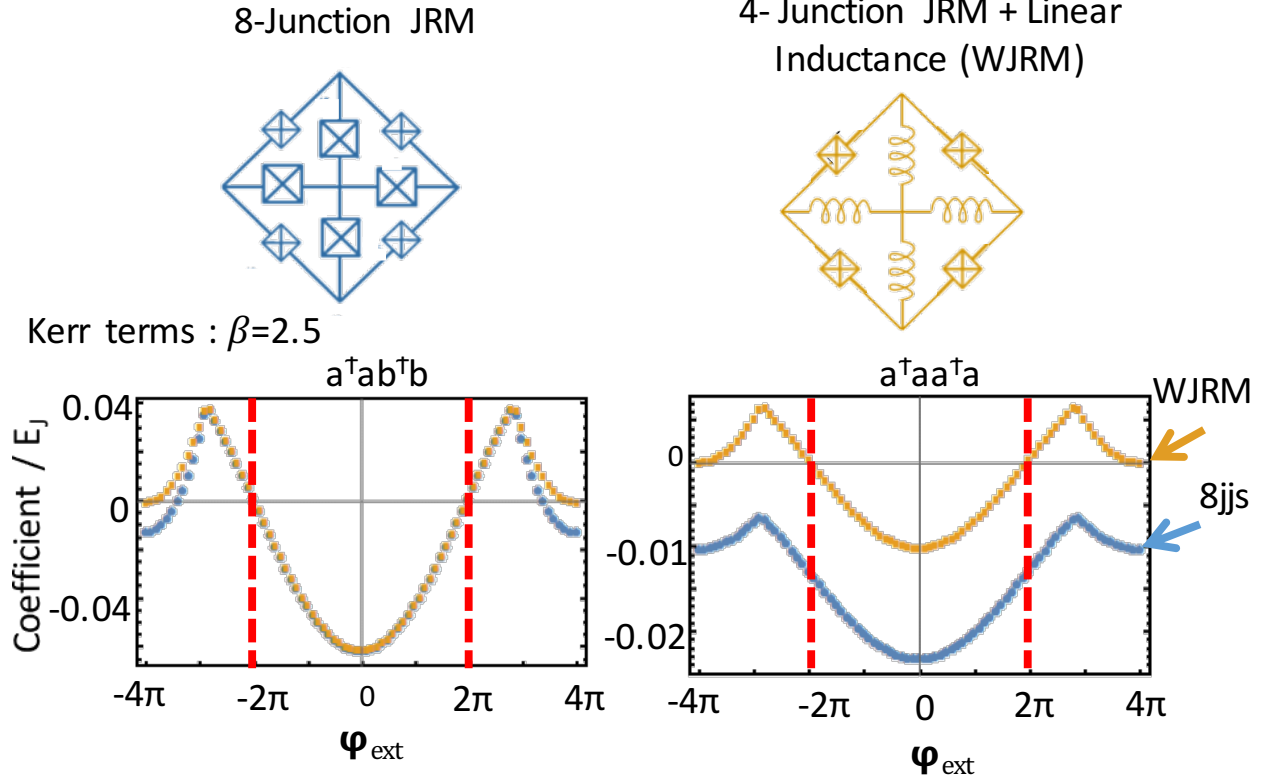 8-Junction JRM
4- Junction JRM + Linear
Inductance (WJRM)
Kerr terms : 𝛽=2.5
a†ab†b
a†aa†a
WJRM
8jjs
Coefficient / EJ
0.04
0
-0.04
-4π
-2π
0
2π
4π
φext
0
-0.01
-0.02
-4π
-2π
0
2π
4π
φext